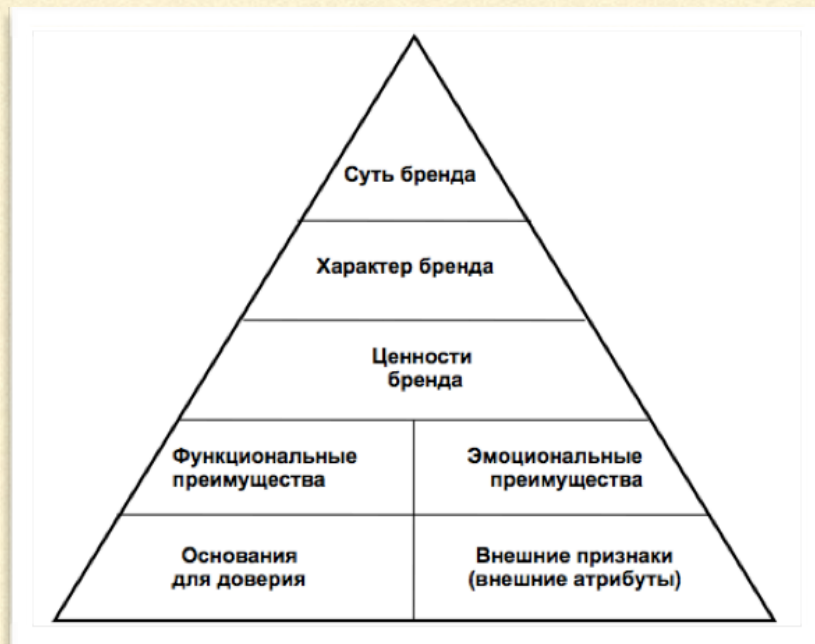 Суть бренда
Характер бренда
Ценности
бренда
Функциональные
преимущества
Эмоциональные
преимущества
Основания
для доверия
Внешние признаки
(внешние атрибуты)